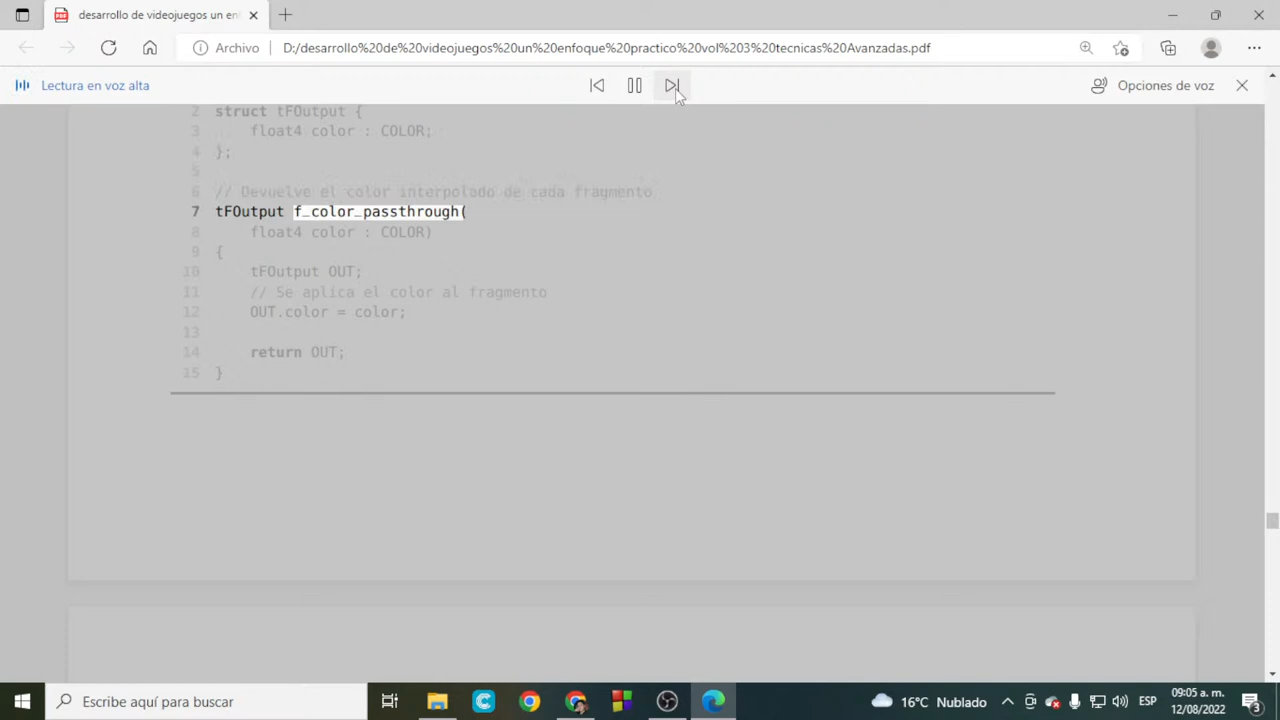 desarrollo de videojuegos un en
Archivo
D:/desarrollo%20de%20videojuegos%20un%20enfoque%20practico%20vol%203%20tecnicas%20Avanzadas.pdf
Lectura en voz alta
Opciones de voz
2 struct tFOutput {
3 float4 color : COLOR;
4 };
5
6 // Devuelve el color interpolado de cada fragmento
7 tFOutput f_color_passthrough(
8 float4 color : COLOR)
9 {
10 tFOutput OUT;
11 // Se aplica el color al fragmento
12 OUT.color = color;
13
14 return OUT;
15 }
Escribe aquí para buscar
16°C Nublado
ESP
09:05 a. m.
12/08/2022
3